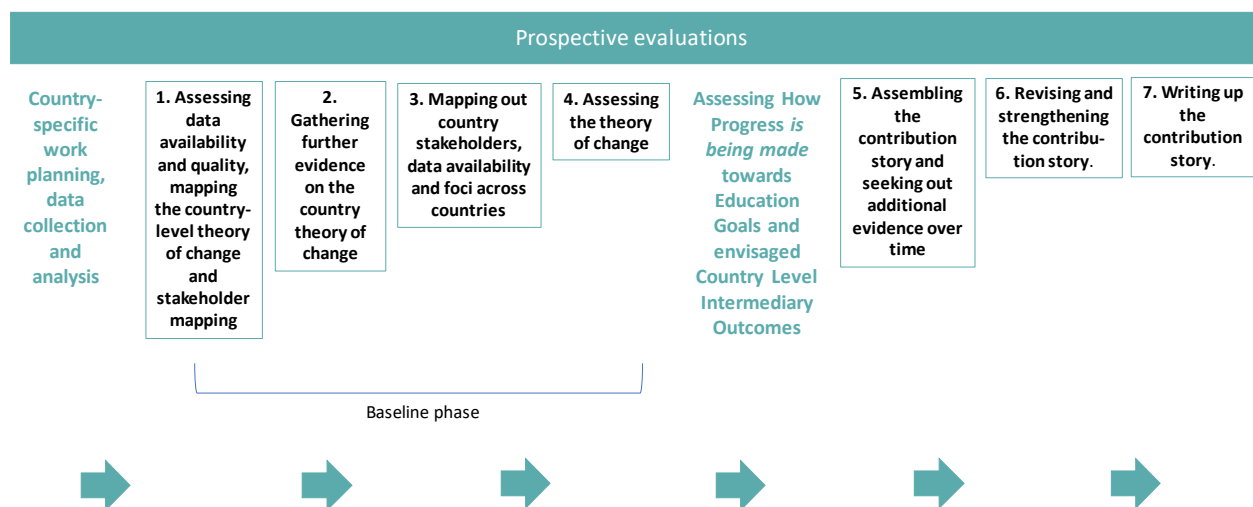 Prospective evaluations
Country-
specific
work
planning,
data
collection
and
analysis
1. Assessing
data
availability
and quality,
mapping
the country-
level theory
of change
and
stakeholder
mapping
2.
Gathering
further
evidence
on the
country
theory of
change
3. Mapping out
country
stakeholders,
data availability
and foci across
countries
4. Assessing
the theory
of change
Assessing How
Progress is
being made
towards
Education
Goals and
envisaged
Country Level
Intermediary
Outcomes
5. Assembling
the
contribution
story and
seeking out
additional
evidence over
time
6. Revising and
strengthening
the contribu-
tion story.
7. Writing up
the
contribution
story.
Baseline phase